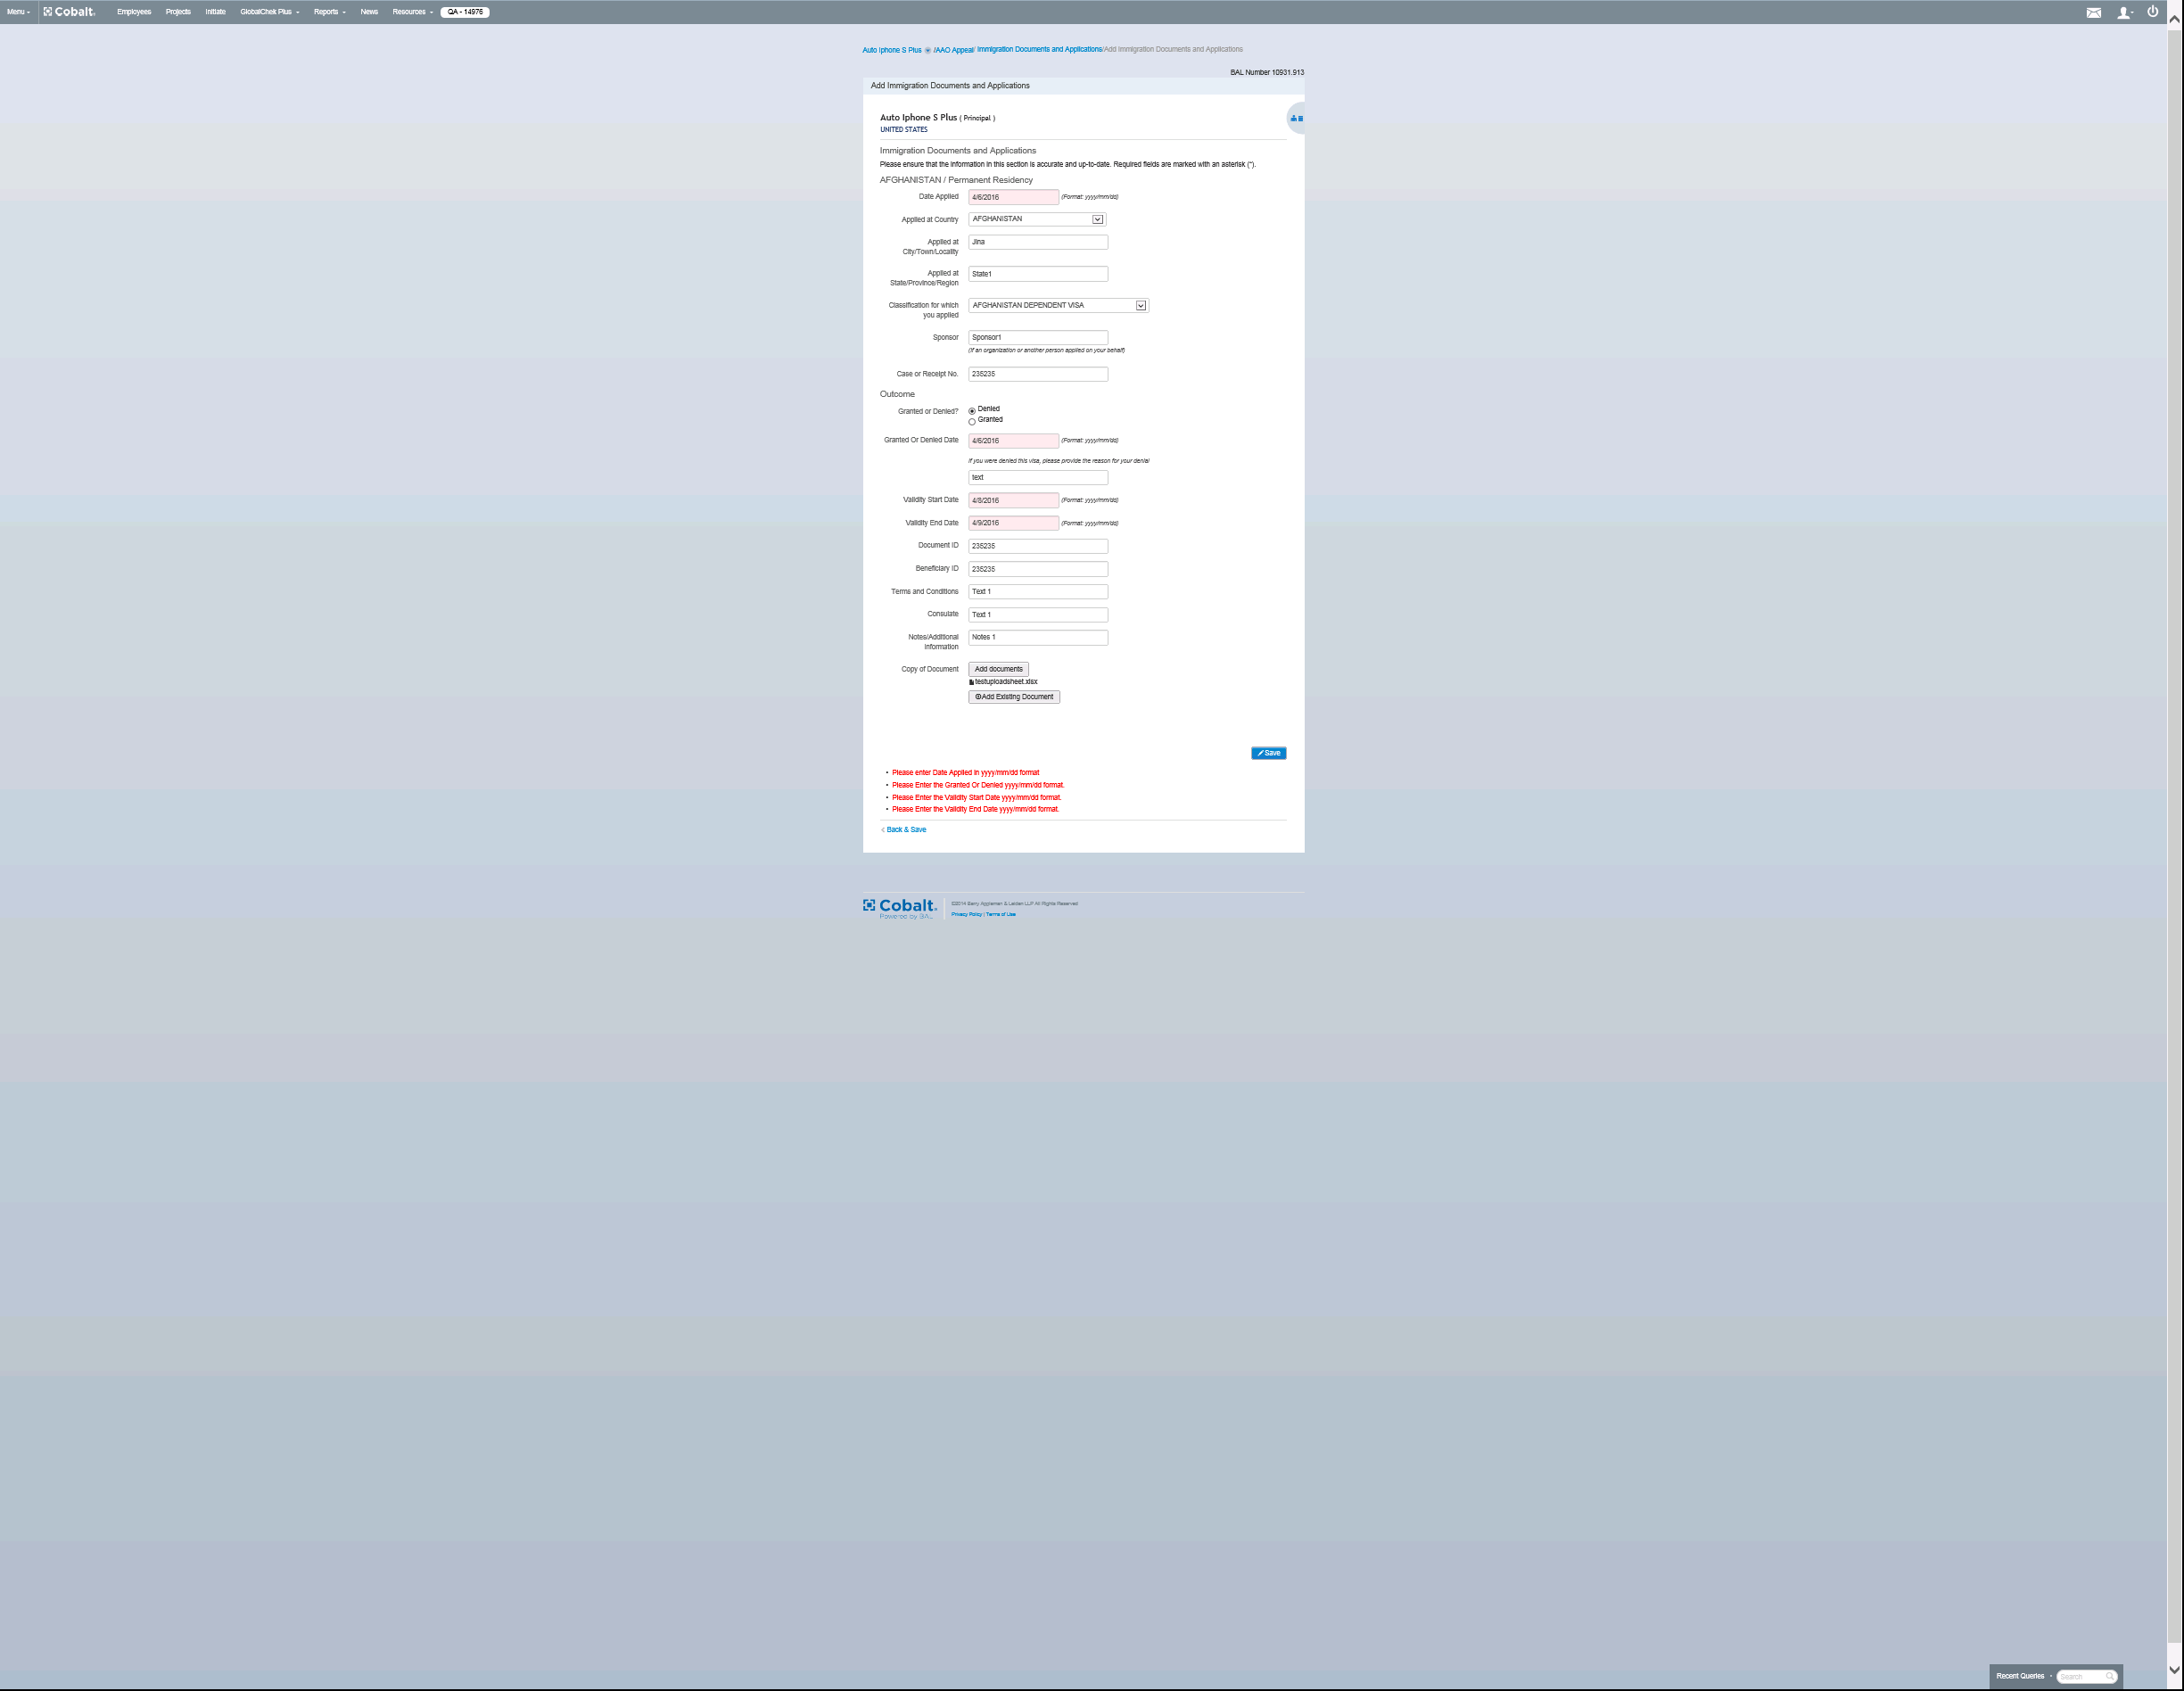 Menu Cobalt. Employees Projects Initiate GlobalChek Plus Reports News Resources QA - 14976
Auto Iphone S Plus /AAO Appeal/ Immigration Documents and Applications/Add Immigration Documents and Applications
BAL Number 10931.913
Add Immigration Documents and Applications
Auto Iphone S Plus ( Principal )
UNITED STATES
Immigration Documents and Applications
Please ensure that the information in this section is accurate and up-to-date. Required fields are marked with an asterisk (*).
AFGHANISTAN / Permanent Residency
Date Applied 4/6/2016 (Format: yyyy/mm/dd)
Applied at Country AFGHANISTAN
Applied at City/Town/Locality Jina
Applied at State/Province/Region State1
Classification for which you applied AFGHANISTAN DEPENDENT VISA
Sponsor Sponsor1
(If an organization or another person applied on your behalf)
Case or Receipt No. 235235
Outcome
Granted or Denied? Denied
Granted
Granted Or Denied Date 4/6/2016 (Format: yyyy/mm/dd)
If you were denied this visa, please provide the reason for your denial
text
Validity Start Date 4/8/2016 (Format: yyyy/mm/dd)
Validity End Date 4/9/2016 (Format: yyyy/mm/dd)
Document ID 235235
Beneficiary ID 235235
Terms and Conditions Text 1
Consulate Text 1
Notes/Additional Information Notes 1
Copy of Document Add documents
testuploadsheet.xlsx
Add Existing Document
Save
• Please enter Date Applied in yyyy/mm/dd format
• Please Enter the Granted Or Denied yyyy/mm/dd format.
• Please Enter the Validity Start Date yyyy/mm/dd format.
• Please Enter the Validity End Date yyyy/mm/dd format.
< Back & Save
Cobalt.
Powered by BAL
©2014 Berry Appleman & Leiden LLP All Rights Reserved
Privacy Policy | Terms of Use
Recent Queries Search